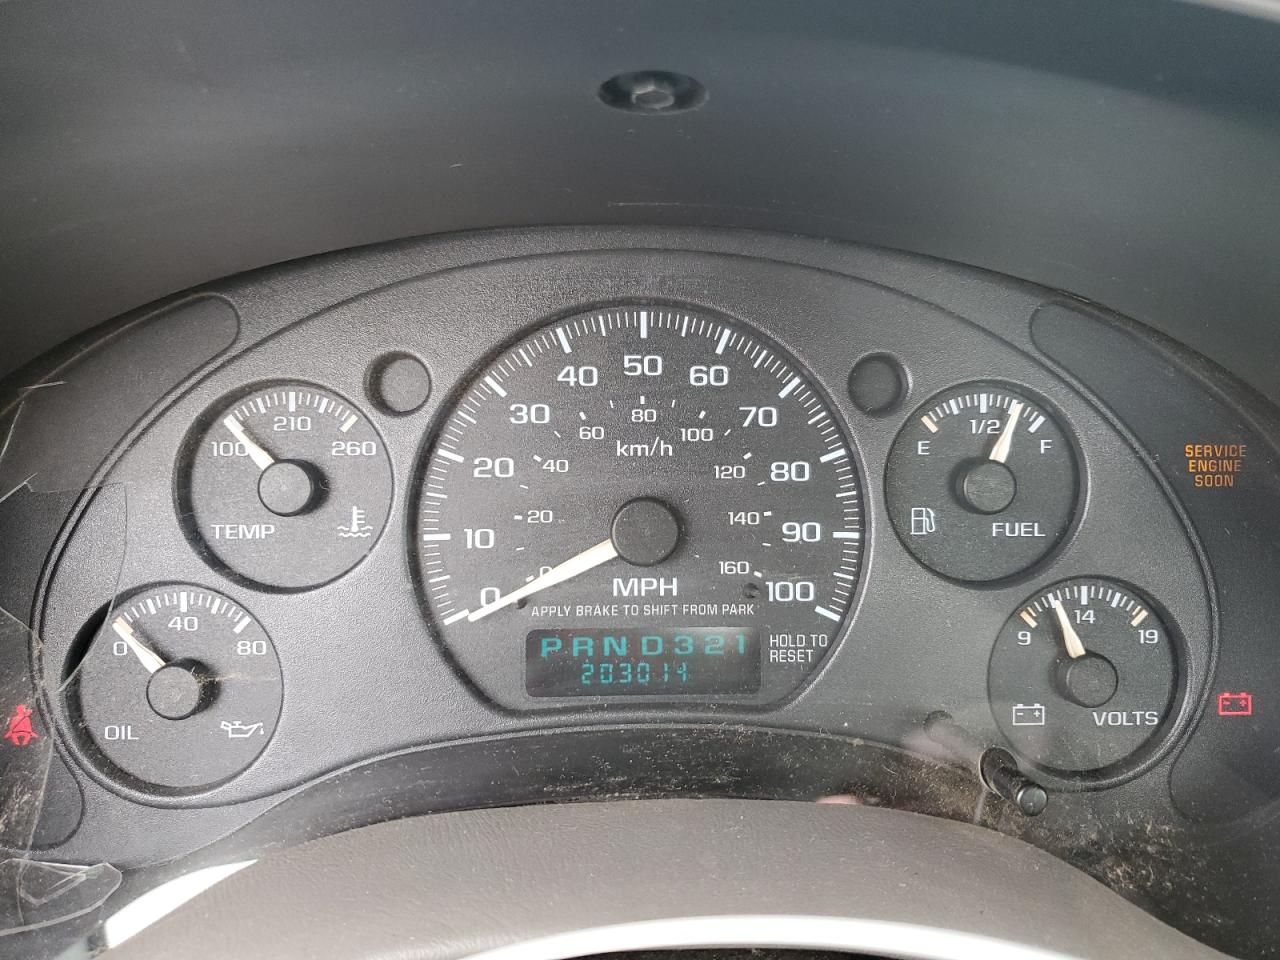 100
210
260
TEMP
0
40
80
OIL
0
10
20
30
40
50
60
70
80
90
100
0
20
40
60
80
100
120
140
160
km/h
MPH
APPLY BRAKE TO SHIFT FROM PARK
PRND321
203014
HOLD TO
RESET
E
1/2
F
FUEL
9
14
19
VOLTS
SERVICE
ENGINE
SOON